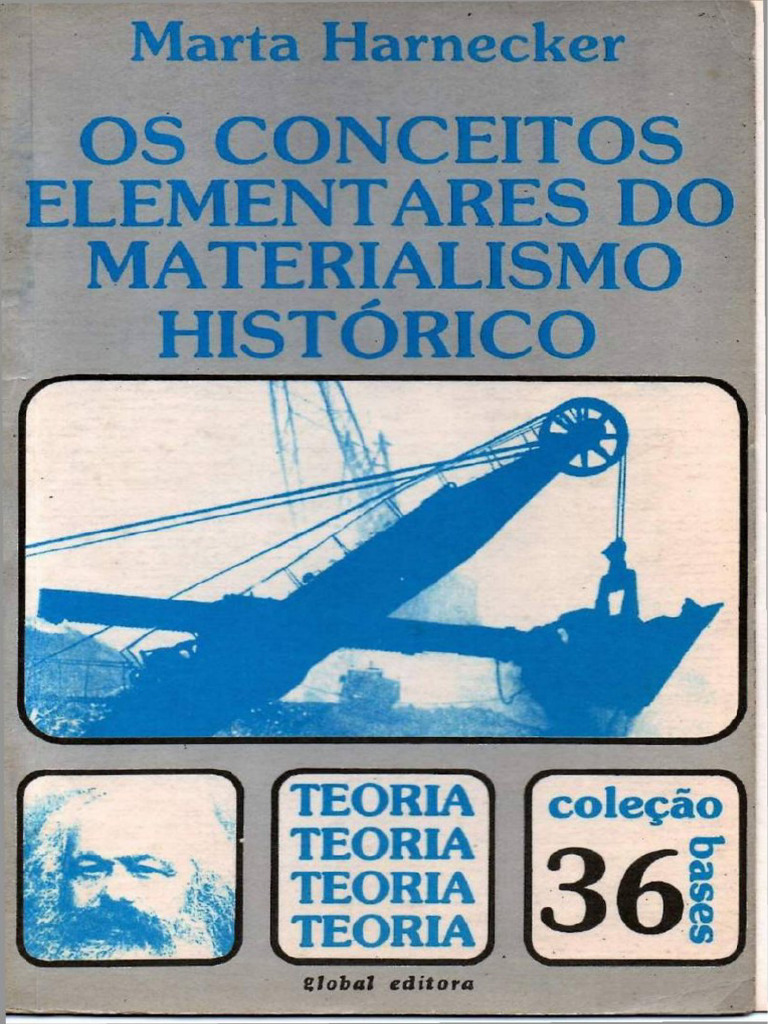 Marta Harnecker
OS CONCEITOS
ELEMENTARES DO
MATERIALISMO
HISTÓRICO
TEORIA
TEORIA
TEORIA
TEORIA
coleção
36
bases
global editora